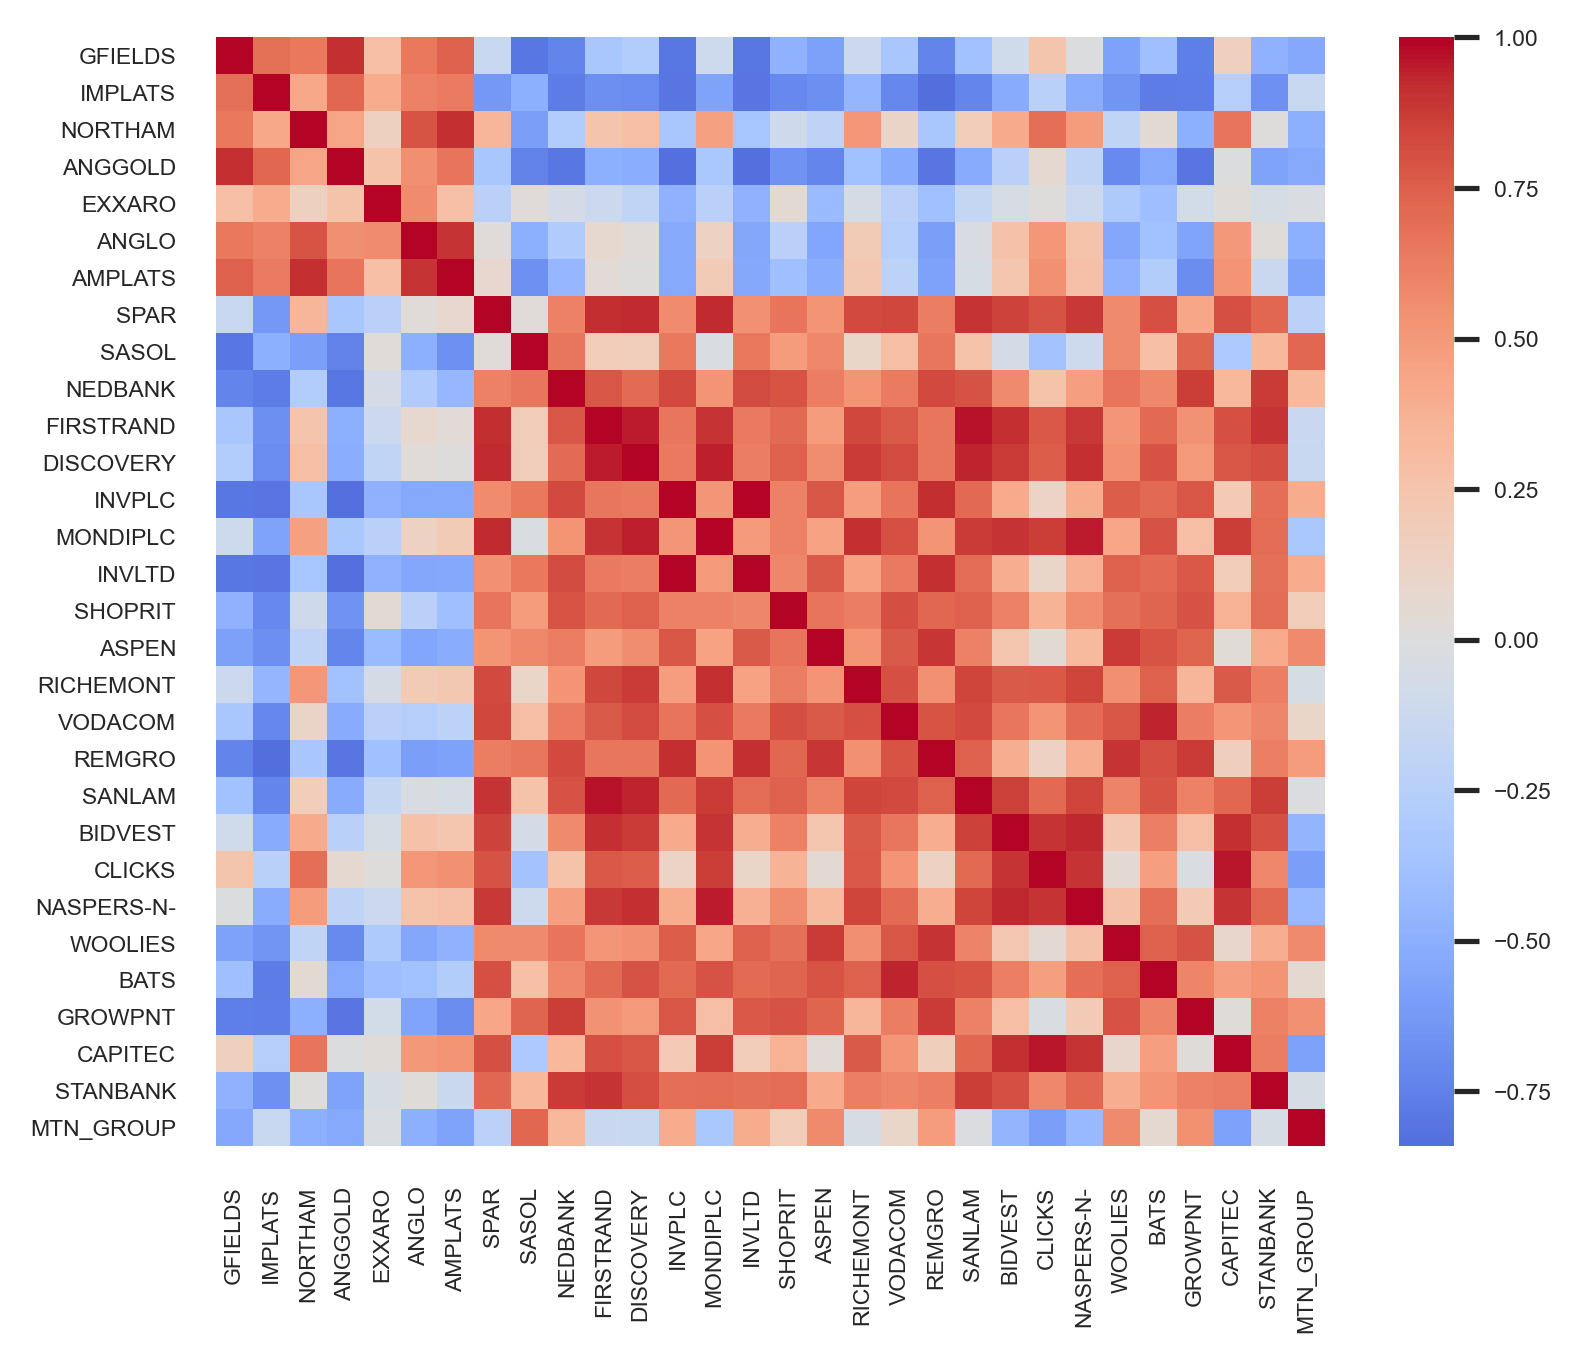 GFIELDS
IMPLATS
NORTHAM
ANGGOLD
EXXARO
ANGLO
AMPLATS
SPAR
SASOL
NEDBANK
FIRSTRAND
DISCOVERY
INVPLC
MONDIPLC
INVLTD
SHOPRIT
ASPEN
RICHEMONT
VODACOM
REMGRO
SANLAM
BIDVEST
CLICKS
NASPERS-N-
WOOLIES
BATS
GROWPNT
CAPITEC
STANBANK
MTN_GROUP
GFIELDS
IMPLATS
NORTHAM
ANGGOLD
EXXARO
ANGLO
AMPLATS
SPAR
SASOL
NEDBANK
FIRSTRAND
DISCOVERY
INVPLC
MONDIPLC
INVLTD
SHOPRIT
ASPEN
RICHEMONT
VODACOM
REMGRO
SANLAM
BIDVEST
CLICKS
NASPERS-N-
WOOLIES
BATS
GROWPNT
CAPITEC
STANBANK
MTN_GROUP
1.00
0.75
0.50
0.25
0.00
−0.25
−0.50
−0.75